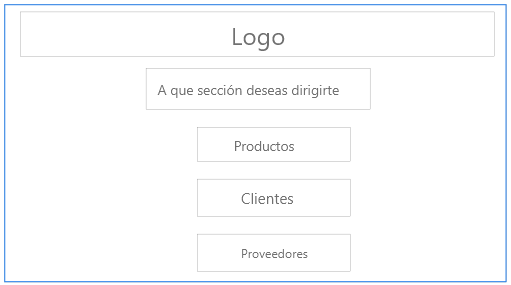 Logo
A que sección deseas dirigirte
Productos
Clientes
Proveedores